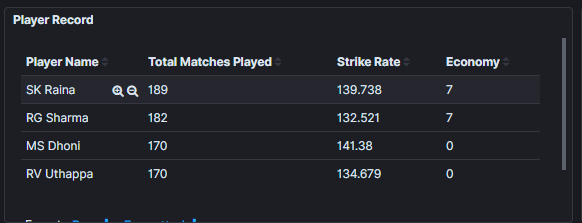 Player Record
Player Name Total Matches Played Strike Rate Economy
SK Raina 189 139.738 7
RG Sharma 182 132.521 7
MS Dhoni 170 141.38 0
RV Uthappa 170 134.679 0